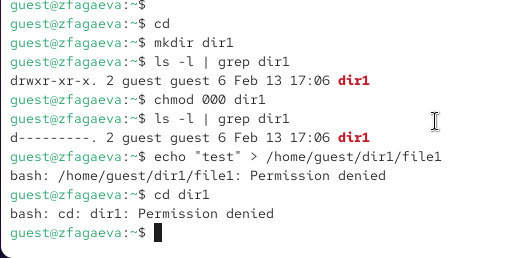 guest@zfagaeva:~$
guest@zfagaeva:~$ cd
guest@zfagaeva:~$ mkdir dir1
guest@zfagaeva:~$ ls -l | grep dir1
drwxr-xr-x. 2 guest guest 6 Feb 13 17:06 dir1
guest@zfagaeva:~$ chmod 000 dir1
guest@zfagaeva:~$ ls -l | grep dir1
d---------. 2 guest guest 6 Feb 13 17:06 dir1
guest@zfagaeva:~$ echo "test" > /home/guest/dir1/file1
bash: /home/guest/dir1/file1: Permission denied
guest@zfagaeva:~$ cd dir1
bash: cd: dir1: Permission denied
guest@zfagaeva:~$